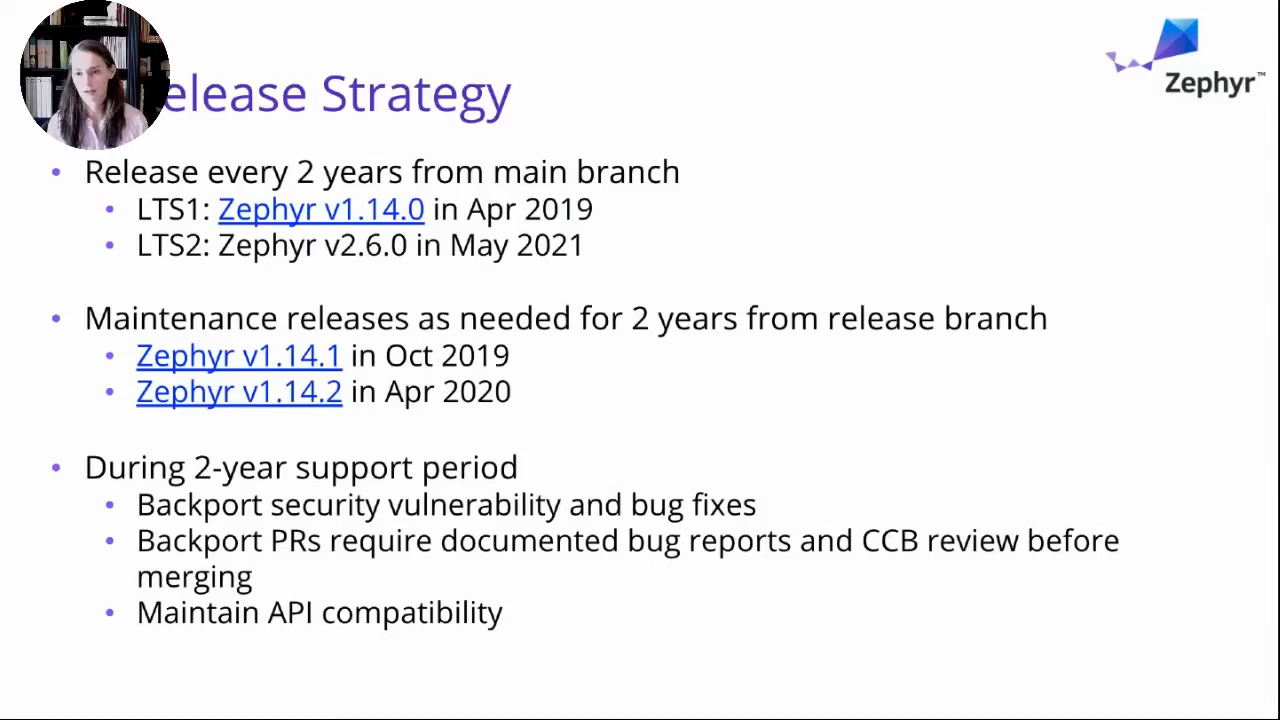 Zephyr™
elease Strategy
• Release every 2 years from main branch
• LTS1: Zephyr v1.14.0 in Apr 2019
• LTS2: Zephyr v2.6.0 in May 2021
• Maintenance releases as needed for 2 years from release branch
• Zephyr v1.14.1 in Oct 2019
• Zephyr v1.14.2 in Apr 2020
• During 2-year support period
• Backport security vulnerability and bug fixes
• Backport PRs require documented bug reports and CCB review before
merging
• Maintain API compatibility